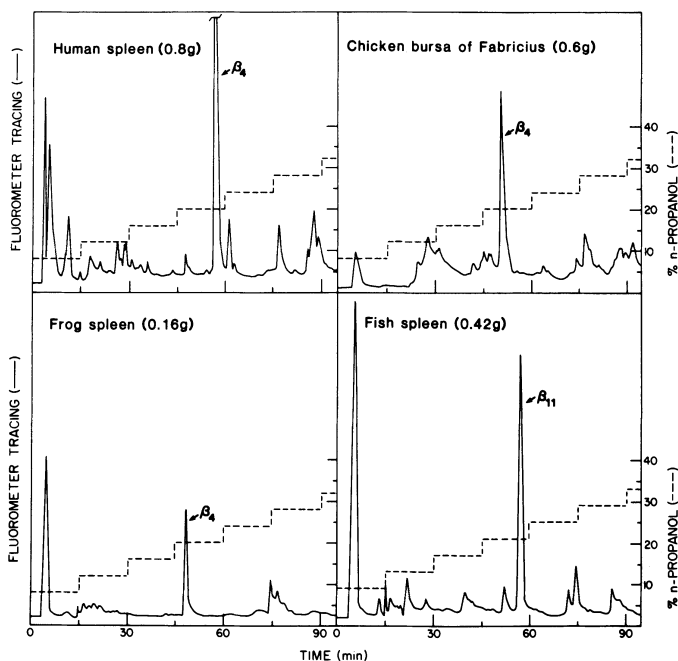 Human spleen (0.8g)
β4
Chicken bursa of Fabricius (0.6g)
β4
FLUOROMETER TRACING (——)
40
30
20
10
% n-PROPANOL (---)
Frog spleen (0.16g)
β4
Fish spleen (0.42g)
β11
FLUOROMETER TRACING (——)
40
30
20
10
% n-PROPANOL (---)
0 30 60 90 0 30 60 90
TIME (min)